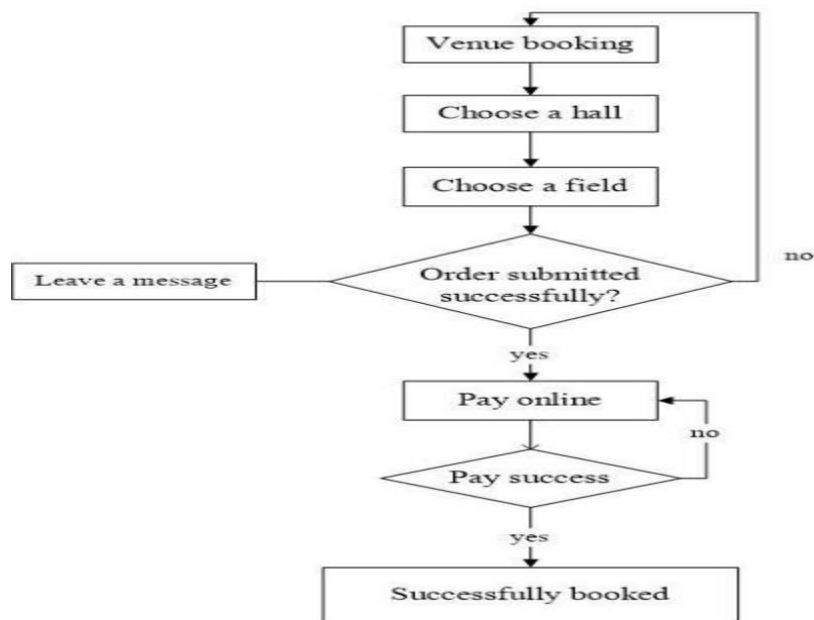 Venue booking
Choose a hall
Choose a field
Leave a message
Order submitted
successfully?
no
yes
Pay online
no
Pay success
yes
Successfully booked